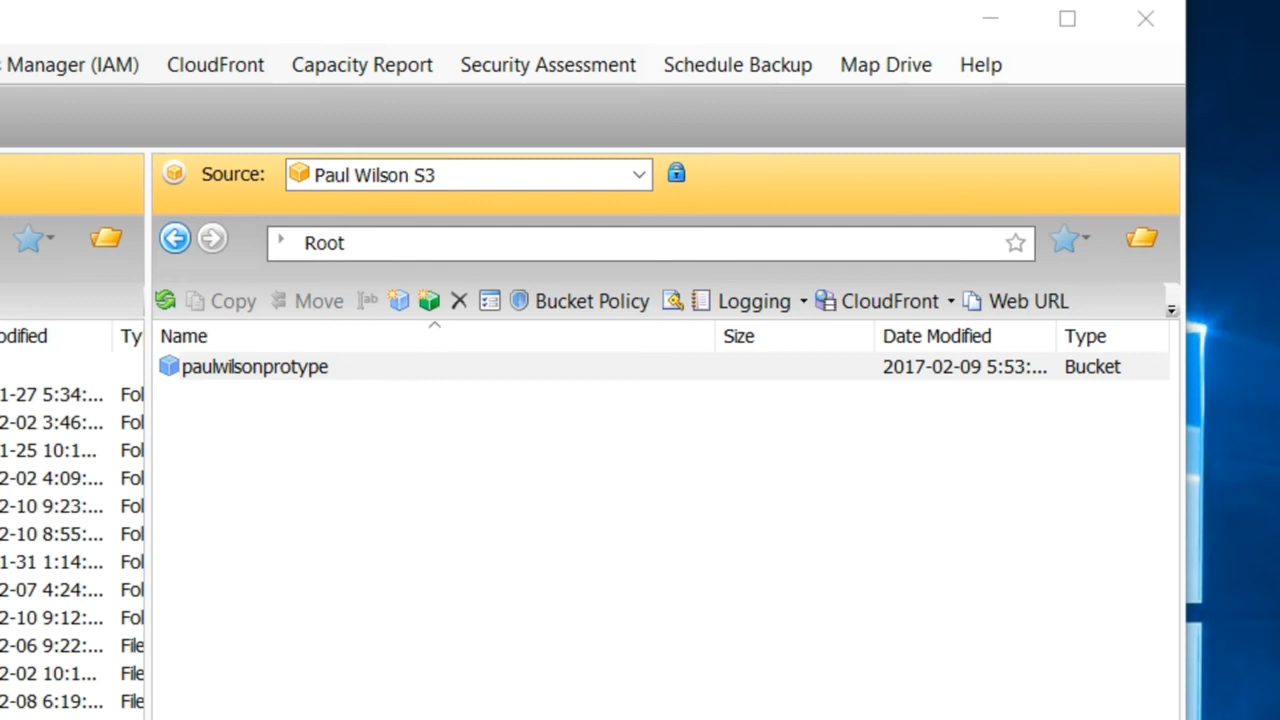 Manager (IAM) CloudFront Capacity Report Security Assessment Schedule Backup Map Drive Help
Source: Paul Wilson S3
Root
Copy Move ab Bucket Policy Logging CloudFront Web URL
odified Ty Name Size Date Modified Type
paulwilsonprotype 2017-02-09 5:53:... Bucket
1-27 5:34:... Fol
2-02 3:46:... Fol
1-25 10:1... Fol
2-02 4:09:... Fol
2-10 9:23:... Fol
2-10 8:55:... Fol
1-31 1:14:... Fol
2-07 4:24:... Fol
2-10 9:12:... Fol
2-06 9:22:... File
2-02 10:1... File
2-08 6:19:... File